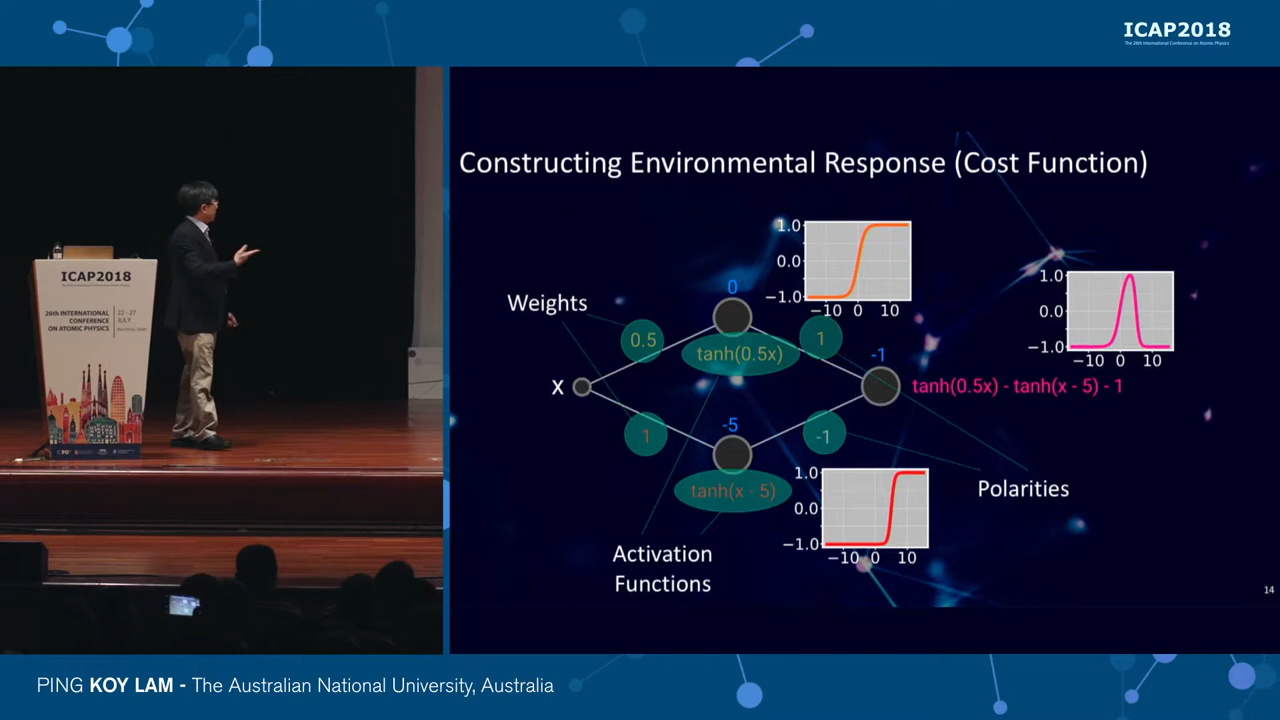 ICAP2018
The 26th International Conference on Atomic Physics
Constructing Environmental Response (Cost Function)
1.0
0.0
−1.0
−10 0 10
1.0
0.0
−1.0
−10 0 10
Weights
0
0.5
1
tanh(0.5x)
-1
x
tanh(0.5x) - tanh(x - 5) - 1
1
-5
-1
tanh(x - 5)
1.0
0.0
−1.0
−10 0 10
Polarities
Activation
Functions
14
ICAP2018
26th INTERNATIONAL
CONFERENCE
ON ATOMIC PHYSICS
22 - 27
JULY
PING KOY LAM - The Australian National University, Australia